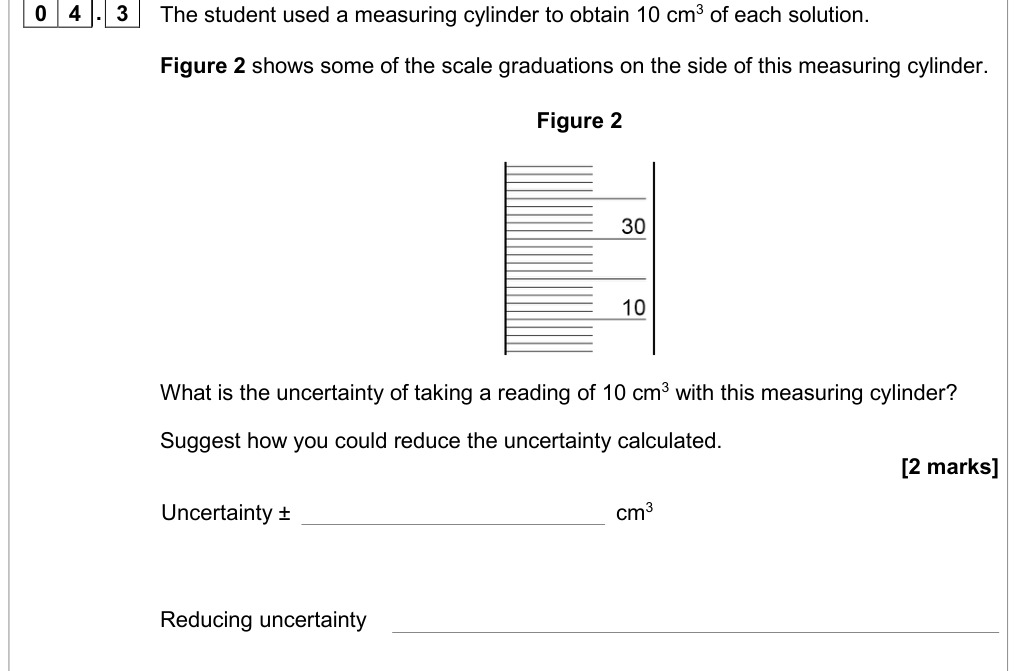 0 4 . 3 The student used a measuring cylinder to obtain 10 cm³ of each solution.
Figure 2 shows some of the scale graduations on the side of this measuring cylinder.
Figure 2
30
10
What is the uncertainty of taking a reading of 10 cm³ with this measuring cylinder?
Suggest how you could reduce the uncertainty calculated.
[2 marks]
Uncertainty ± cm³
Reducing uncertainty